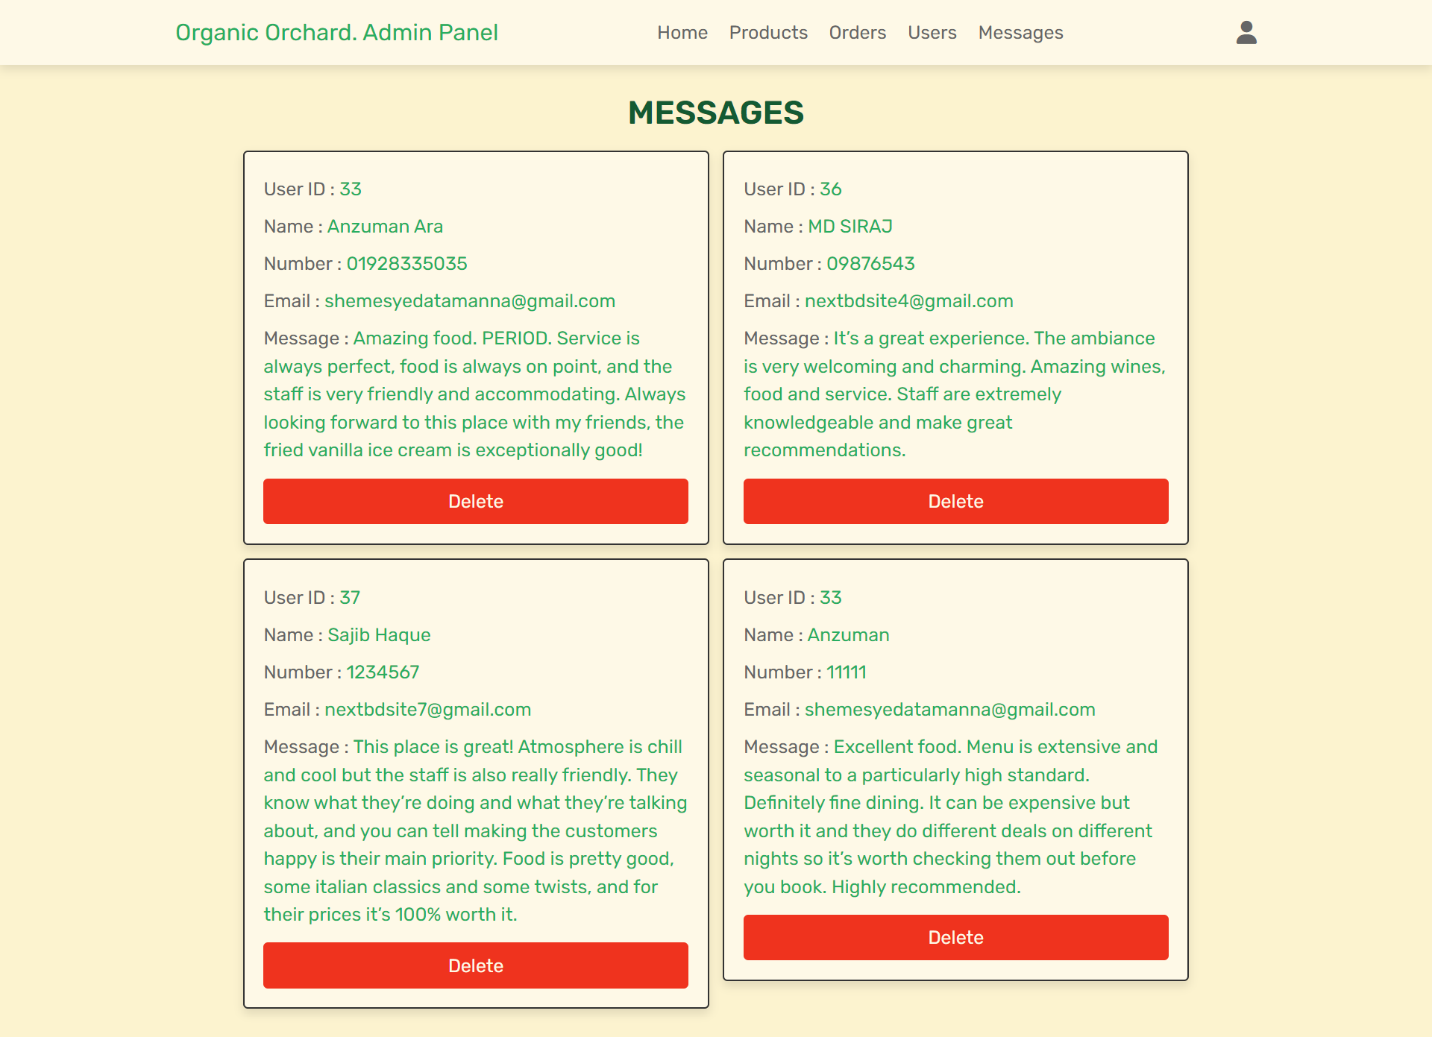 Organic Orchard. Admin Panel
Home Products Orders Users Messages
MESSAGES
User ID : 33
Name : Anzuman Ara
Number : 01928335035
Email : shemesyedatamanna@gmail.com
Message : Amazing food. PERIOD. Service is
always perfect, food is always on point, and the
staff is very friendly and accommodating. Always
looking forward to this place with my friends, the
fried vanilla ice cream is exceptionally good!
Delete
User ID : 36
Name : MD SIRAJ
Number : 09876543
Email : nextbdsite4@gmail.com
Message : It's a great experience. The ambiance
is very welcoming and charming. Amazing wines,
food and service. Staff are extremely
knowledgeable and make great
recommendations.
Delete
User ID : 37
Name : Sajib Haque
Number : 1234567
Email : nextbdsite7@gmail.com
Message : This place is great! Atmosphere is chill
and cool but the staff is also really friendly. They
know what they're doing and what they're talking
about, and you can tell making the customers
happy is their main priority. Food is pretty good,
some italian classics and some twists, and for
their prices it's 100% worth it.
Delete
User ID : 33
Name : Anzuman
Number : 11111
Email : shemesyedatamanna@gmail.com
Message : Excellent food. Menu is extensive and
seasonal to a particularly high standard.
Definitely fine dining. It can be expensive but
worth it and they do different deals on different
nights so it's worth checking them out before
you book. Highly recommended.
Delete